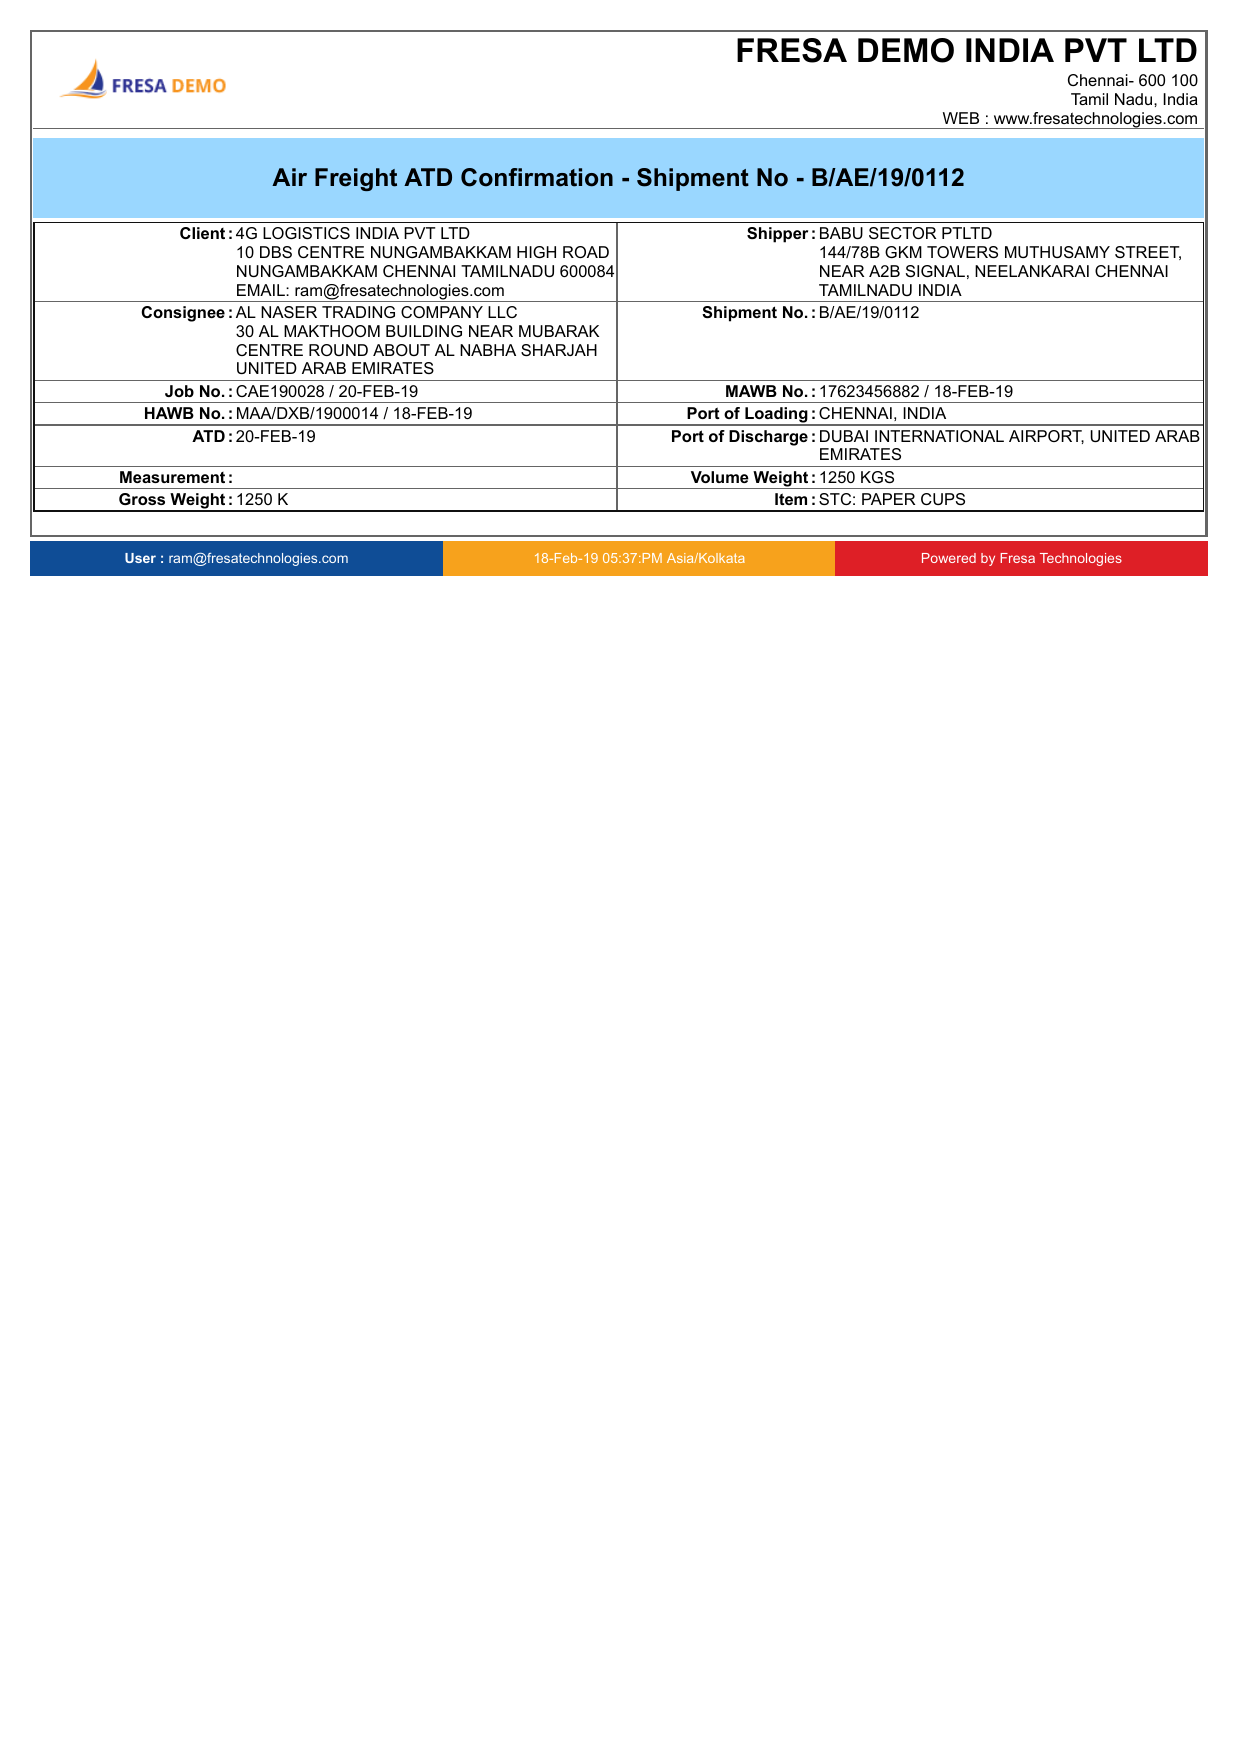 FRESA DEMO
FRESA DEMO INDIA PVT LTD
Chennai- 600 100
Tamil Nadu, India
WEB : www.fresatechnologies.com
Air Freight ATD Confirmation - Shipment No - B/AE/19/0112
Client : 4G LOGISTICS INDIA PVT LTD
10 DBS CENTRE NUNGAMBAKKAM HIGH ROAD
NUNGAMBAKKAM CHENNAI TAMILNADU 600084
EMAIL: ram@fresatechnologies.com
Shipper : BABU SECTOR PTLTD
144/78B GKM TOWERS MUTHUSAMY STREET,
NEAR A2B SIGNAL, NEELANKARAI CHENNAI
TAMILNADU INDIA
Consignee : AL NASER TRADING COMPANY LLC
30 AL MAKTHOOM BUILDING NEAR MUBARAK
CENTRE ROUND ABOUT AL NABHA SHARJAH
UNITED ARAB EMIRATES
Shipment No. : B/AE/19/0112
Job No. : CAE190028 / 20-FEB-19
MAWB No. : 17623456882 / 18-FEB-19
HAWB No. : MAA/DXB/1900014 / 18-FEB-19
Port of Loading : CHENNAI, INDIA
ATD : 20-FEB-19
Port of Discharge : DUBAI INTERNATIONAL AIRPORT, UNITED ARAB
EMIRATES
Measurement :
Volume Weight : 1250 KGS
Gross Weight : 1250 K
Item : STC: PAPER CUPS
User : ram@fresatechnologies.com
18-Feb-19 05:37:PM Asia/Kolkata
Powered by Fresa Technologies